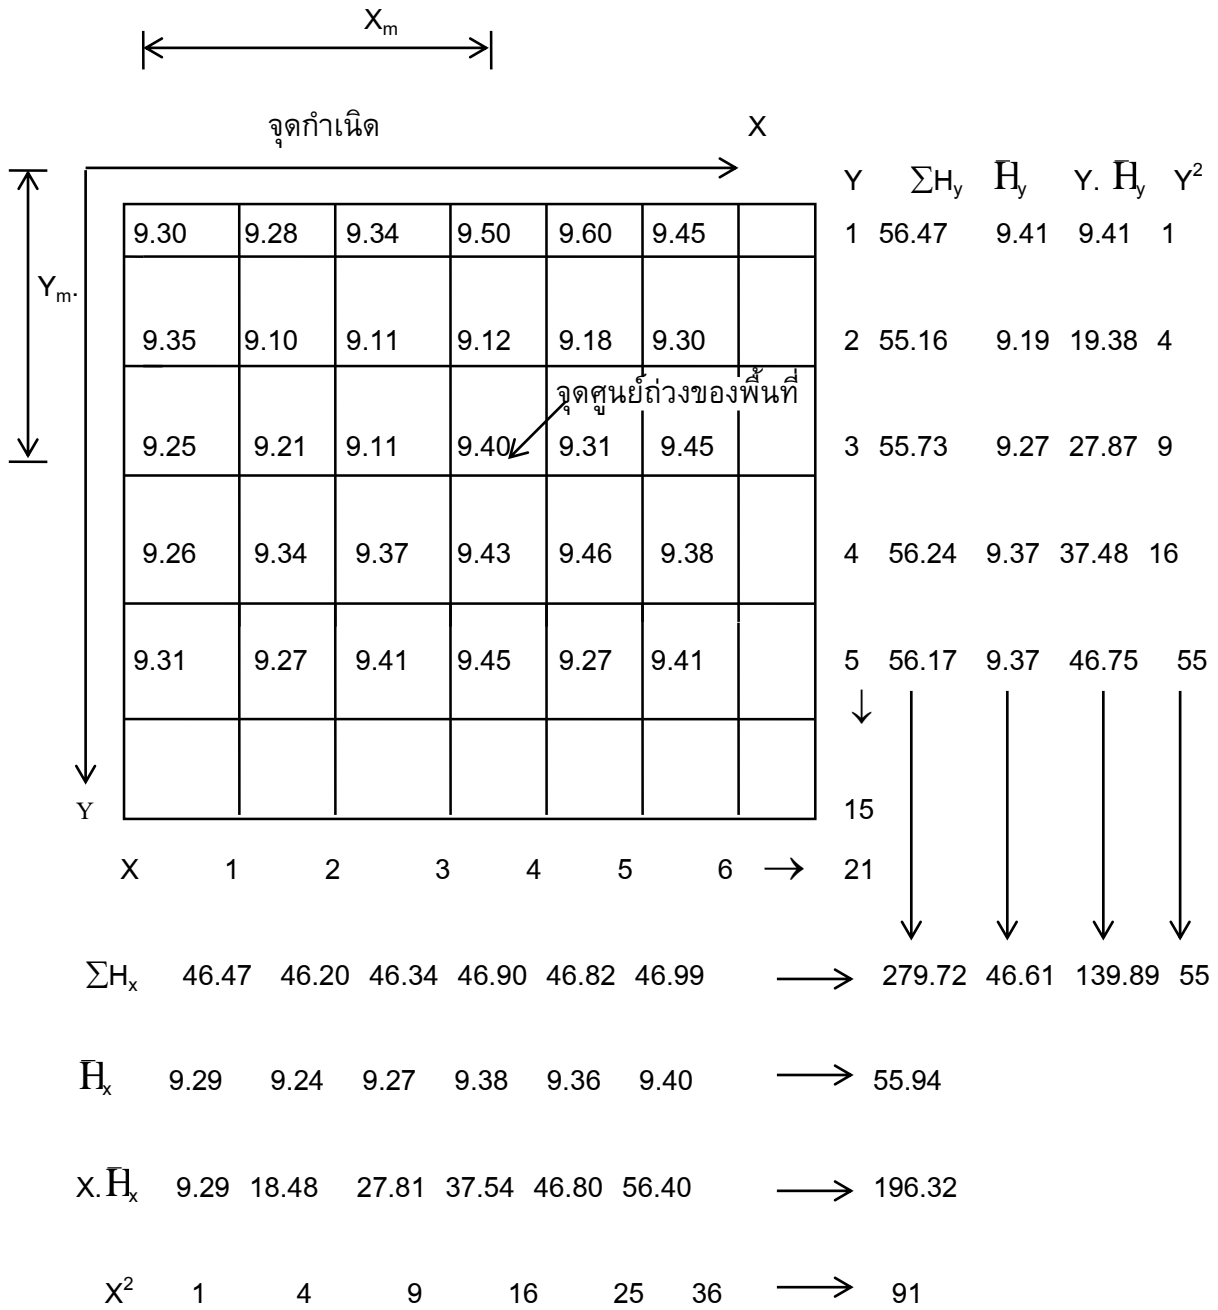 Xₘ
จุดกำเนิด X
Y ∑Hᵧ H̄ᵧ Y. H̄ᵧ Y²
9.30 9.28 9.34 9.50 9.60 9.45 1 56.47 9.41 9.41 1
Yₘ.
9.35 9.10 9.11 9.12 9.18 9.30 2 55.16 9.19 19.38 4
จุดศูนย์ถ่วงของพื้นที่
9.25 9.21 9.11 9.40 9.31 9.45 3 55.73 9.27 27.87 9
9.26 9.34 9.37 9.43 9.46 9.38 4 56.24 9.37 37.48 16
9.31 9.27 9.41 9.45 9.27 9.41 5 56.17 9.37 46.75 55
↓
Y 15
X 1 2 3 4 5 6 → 21
∑Hₓ 46.47 46.20 46.34 46.90 46.82 46.99 → 279.72 46.61 139.89 55
H̄ₓ 9.29 9.24 9.27 9.38 9.36 9.40 → 55.94
X. H̄ₓ 9.29 18.48 27.81 37.54 46.80 56.40 → 196.32
X² 1 4 9 16 25 36 → 91